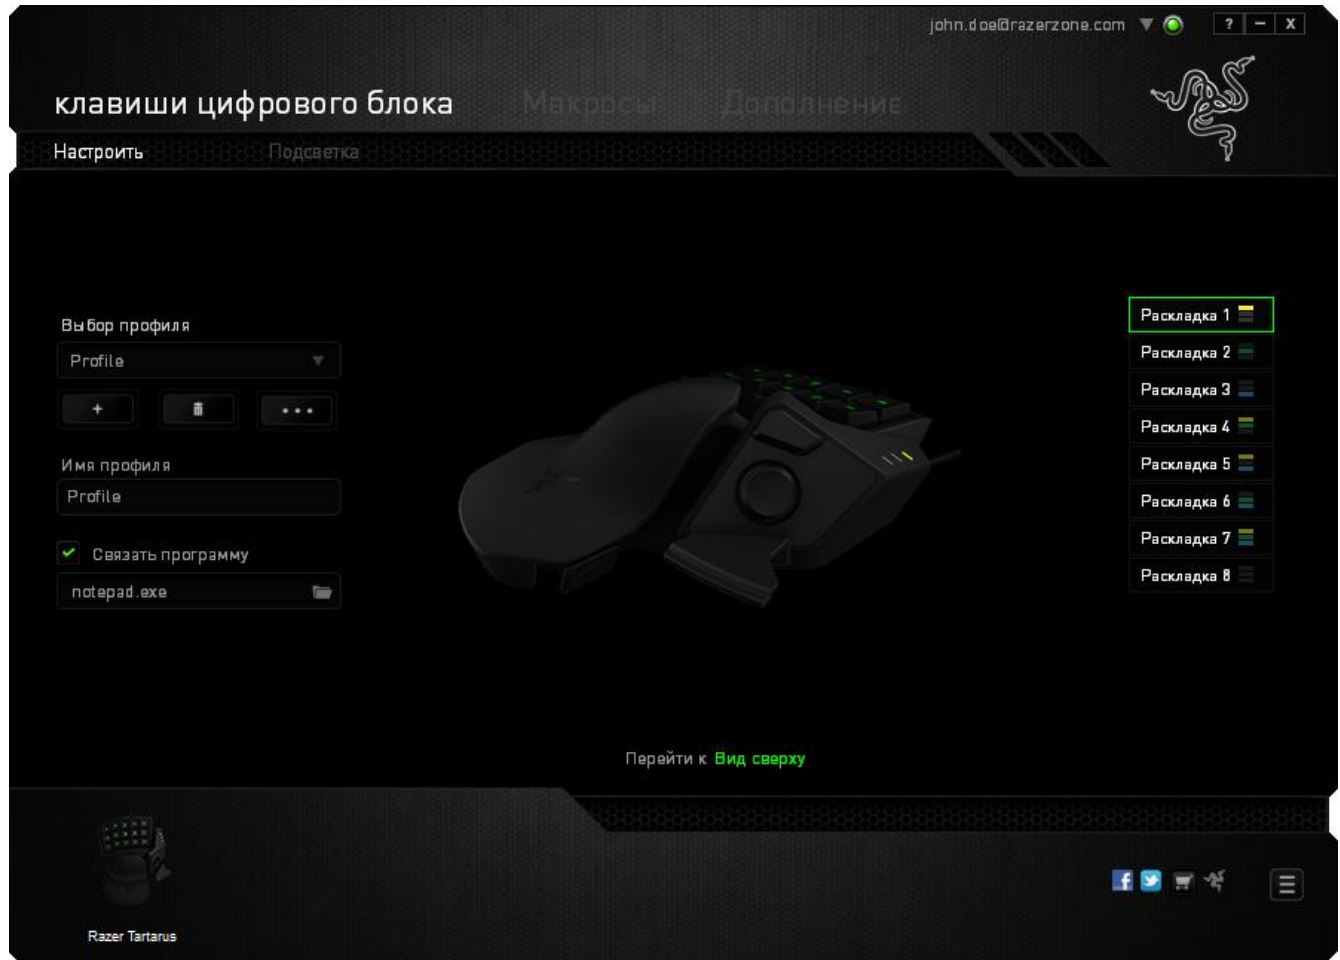 john.doe@razerzone.com ? – X
клавиши цифрового блока Макросы Дополнение
Настроить Подсветка
Выбор профиля
Profile
+ •••
Имя профиля
Profile
Связать программу
notepad.exe
Раскладка 1
Раскладка 2
Раскладка 3
Раскладка 4
Раскладка 5
Раскладка 6
Раскладка 7
Раскладка 8
Перейти к Вид сверху
Razer Tartarus